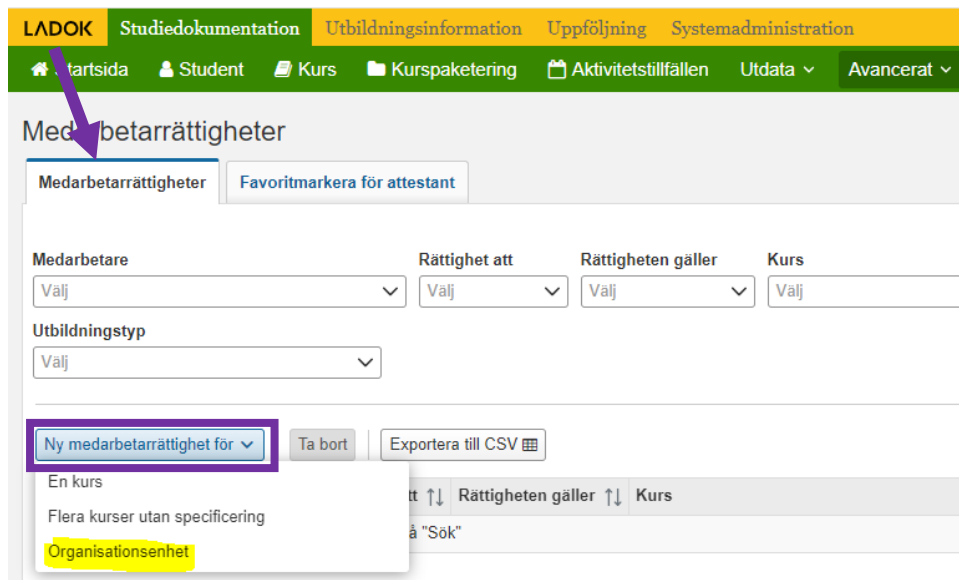 LADOK Studiedokumentation Utbildningsinformation Uppföljning Systemadministration
Startsida Student Kurs Kurspaketering Aktivitetstillfällen Utdata Avancerat
Medarbetarrättigheter
Medarbetarrättigheter Favoritmarkera för attestant
Medarbetare Rättighet att Rättigheten gäller Kurs
Välj Välj Välj Välj
Utbildningstyp
Välj
Ny medarbetarrättighet för Ta bort Exportera till CSV
En kurs
tt Rättigheten gäller Kurs
Flera kurser utan specificering
å "Sök"
Organisationsenhet